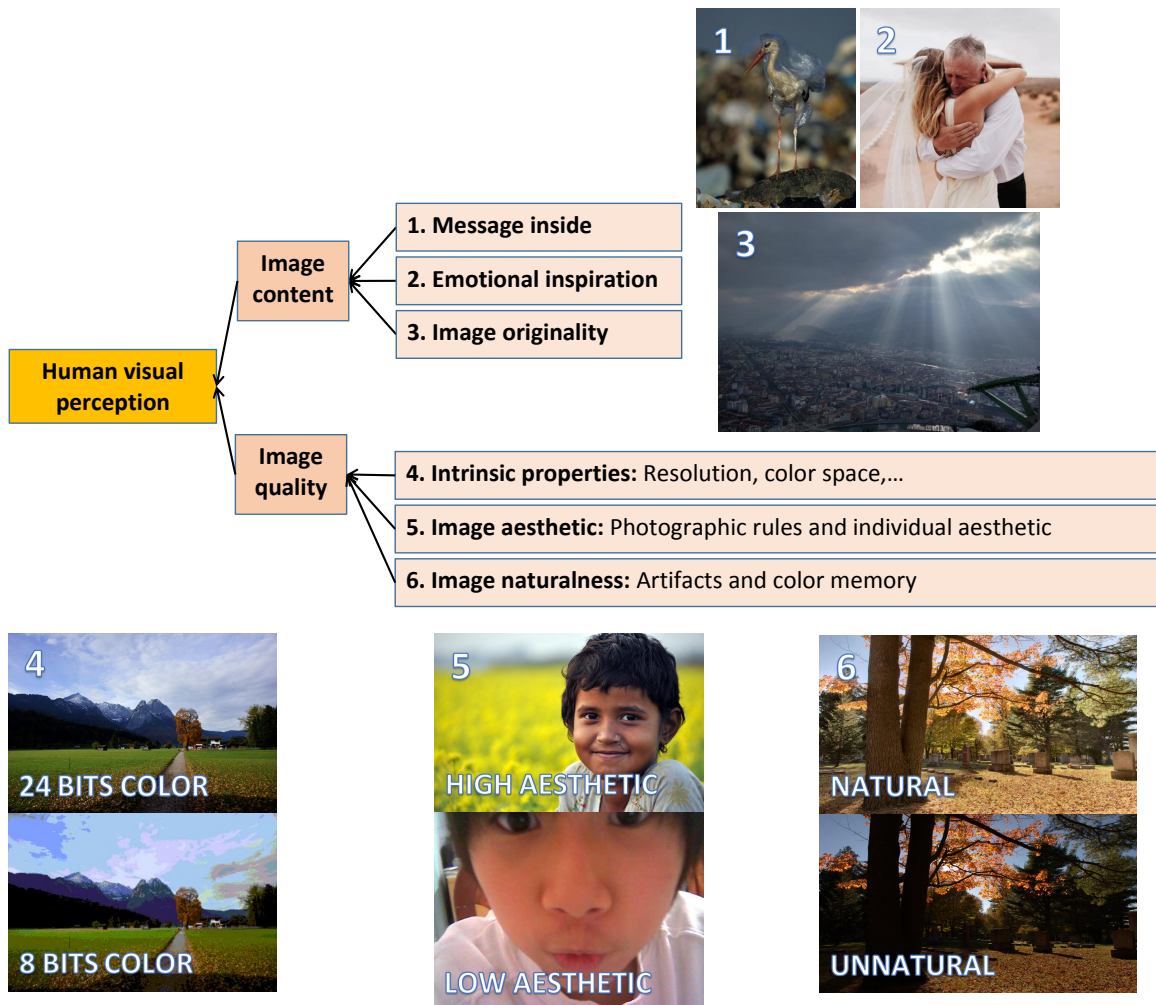 1
2
3
1. Message inside
Image
content
2. Emotional inspiration
3. Image originality
Human visual
perception
Image
quality
4. Intrinsic properties: Resolution, color space,...
5. Image aesthetic: Photographic rules and individual aesthetic
6. Image naturalness: Artifacts and color memory
4
24 BITS COLOR
8 BITS COLOR
5
HIGH AESTHETIC
LOW AESTHETIC
6
NATURAL
UNNATURAL